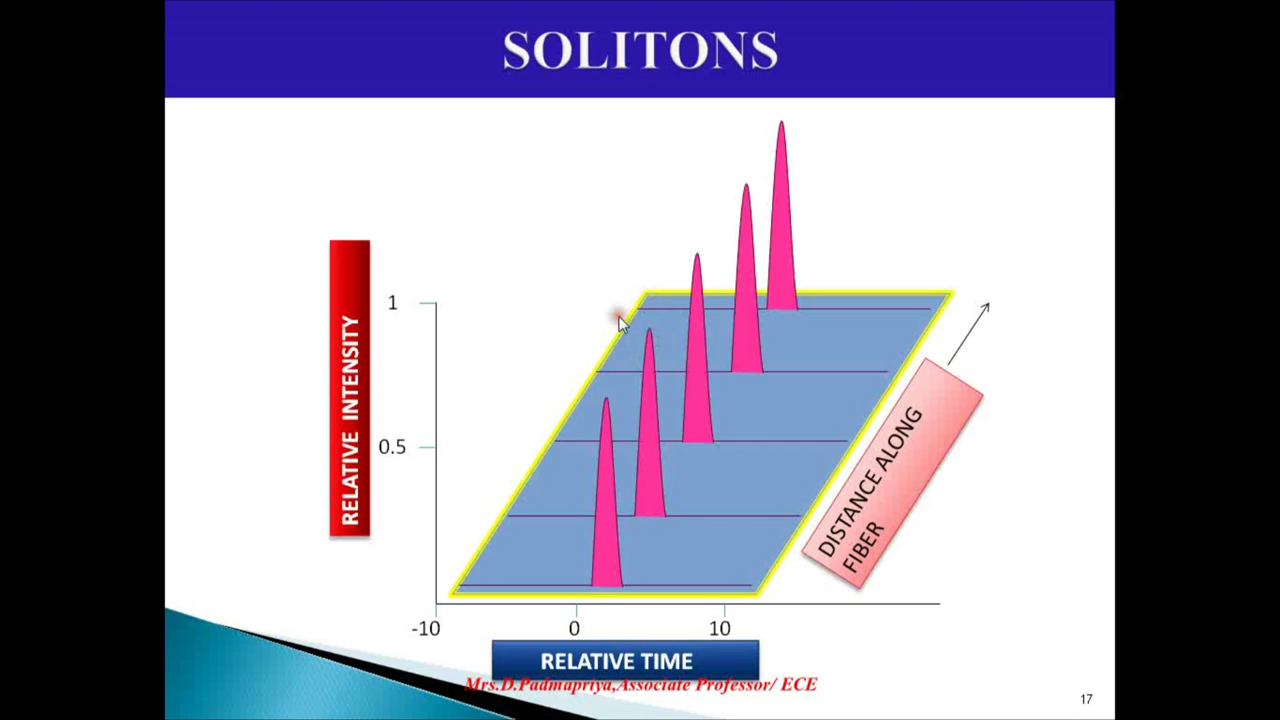 SOLITONS
RELATIVE INTENSITY
1
0.5
-10
0
10
RELATIVE TIME
DISTANCE ALONG
FIBER
Mrs.D.Padmapriya,Associate Professor/ ECE
17